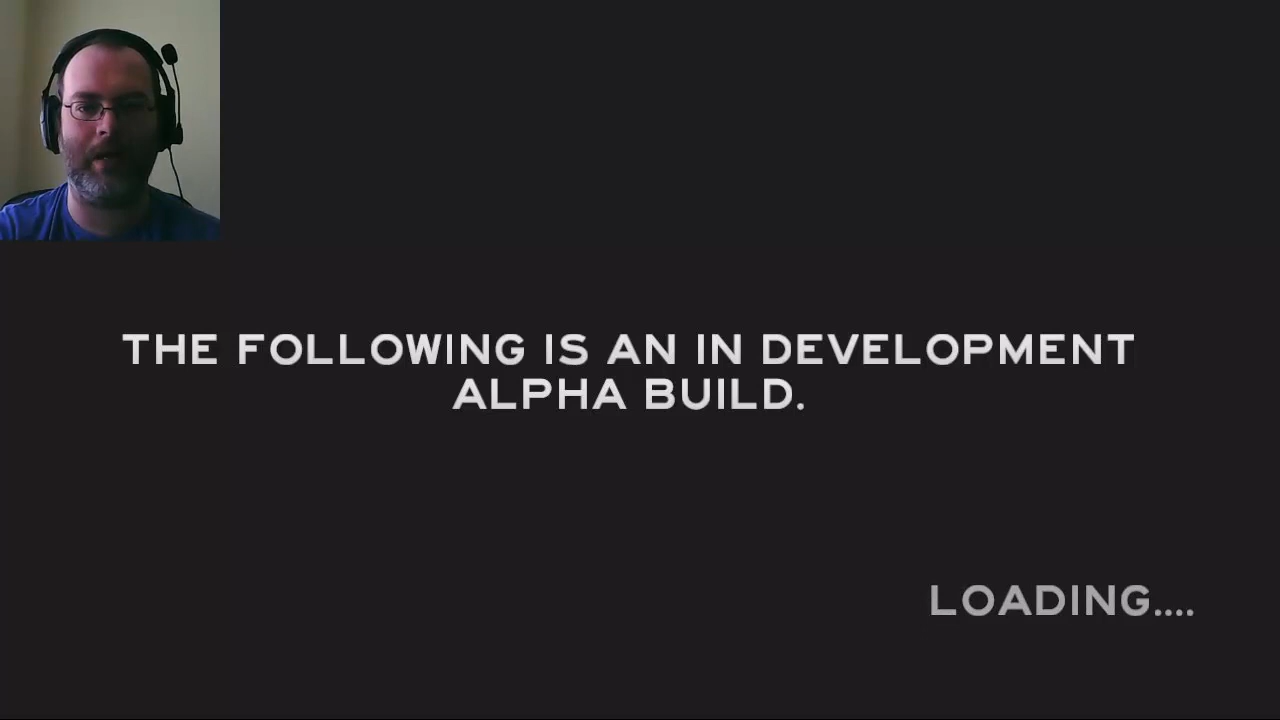 THE FOLLOWING IS AN IN DEVELOPMENT
ALPHA BUILD.
LOADING....